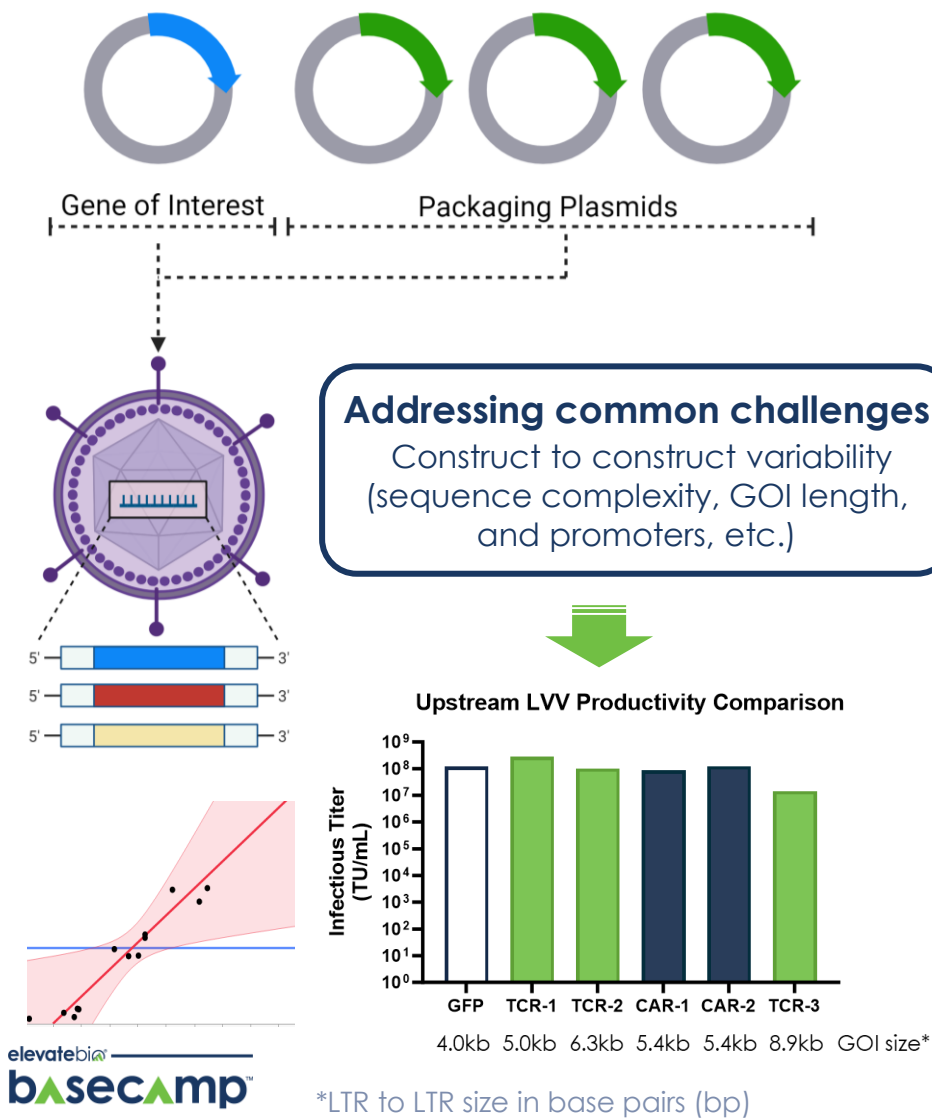 Gene of Interest
Packaging Plasmids
Addressing common challenges
Construct to construct variability
(sequence complexity, GOI length,
and promoters, etc.)
5' 3'
5' 3'
5' 3'
Upstream LVV Productivity Comparison
Infectious Titer
(TU/mL)
10⁹
10⁸
10⁷
10⁶
10⁵
10⁴
10³
10²
10¹
10⁰
GFP TCR-1 TCR-2 CAR-1 CAR-2 TCR-3
4.0kb 5.0kb 6.3kb 5.4kb 5.4kb 8.9kb GOI size*
elevatebio
basecamp™
*LTR to LTR size in base pairs (bp)